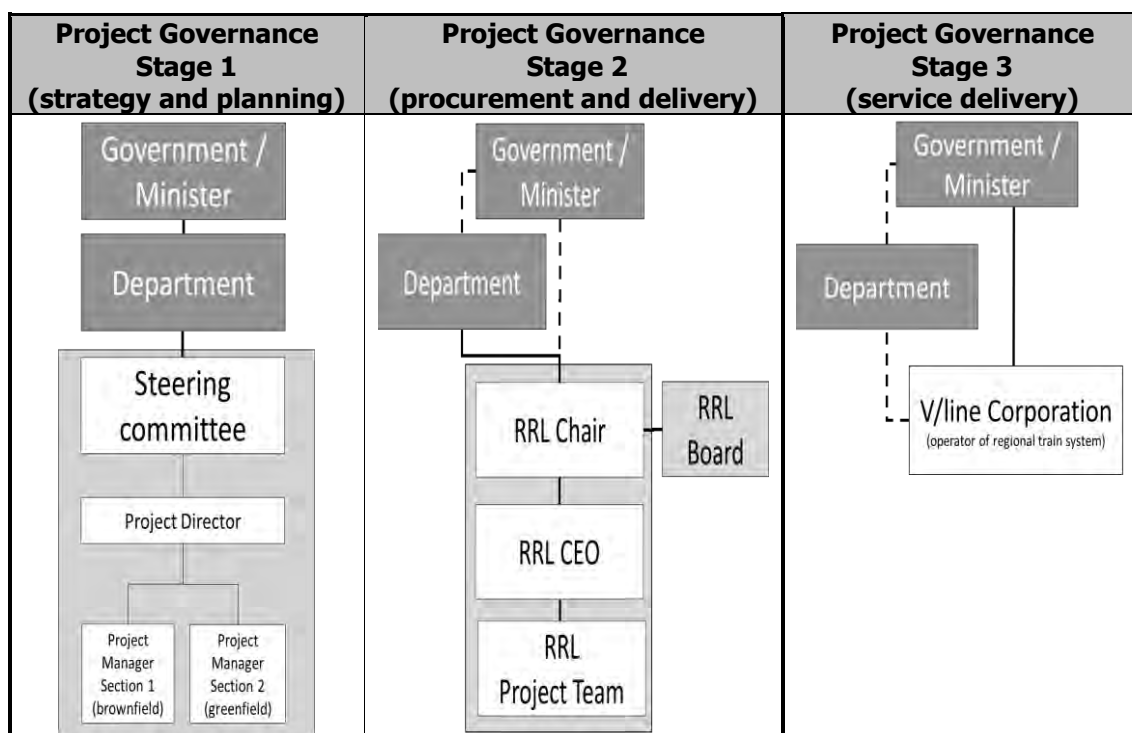 Project Governance
Stage 1
(strategy and planning)
Government /
Minister
Department
Steering
committee
Project Director
Project
Manager
Section 1
(brownfield)
Project
Manager
Section 2
(greenfield)
Project Governance
Stage 2
(procurement and delivery)
Government /
Minister
Department
RRL Chair
RRL
Board
RRL CEO
RRL
Project Team
Project Governance
Stage 3
(service delivery)
Government /
Minister
Department
V/line Corporation
(operator of regional train system)